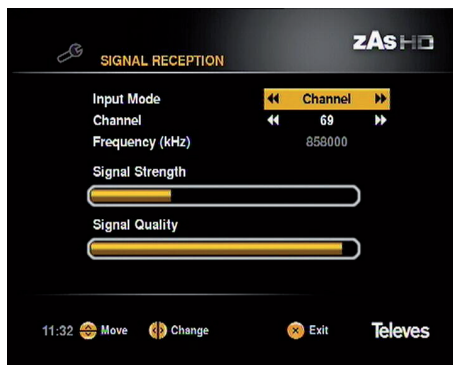 zAs HD
SIGNAL RECEPTION
Input Mode Channel
Channel 69
Frequency (kHz) 858000
Signal Strength
Signal Quality
11:32 Move Change Exit Televes